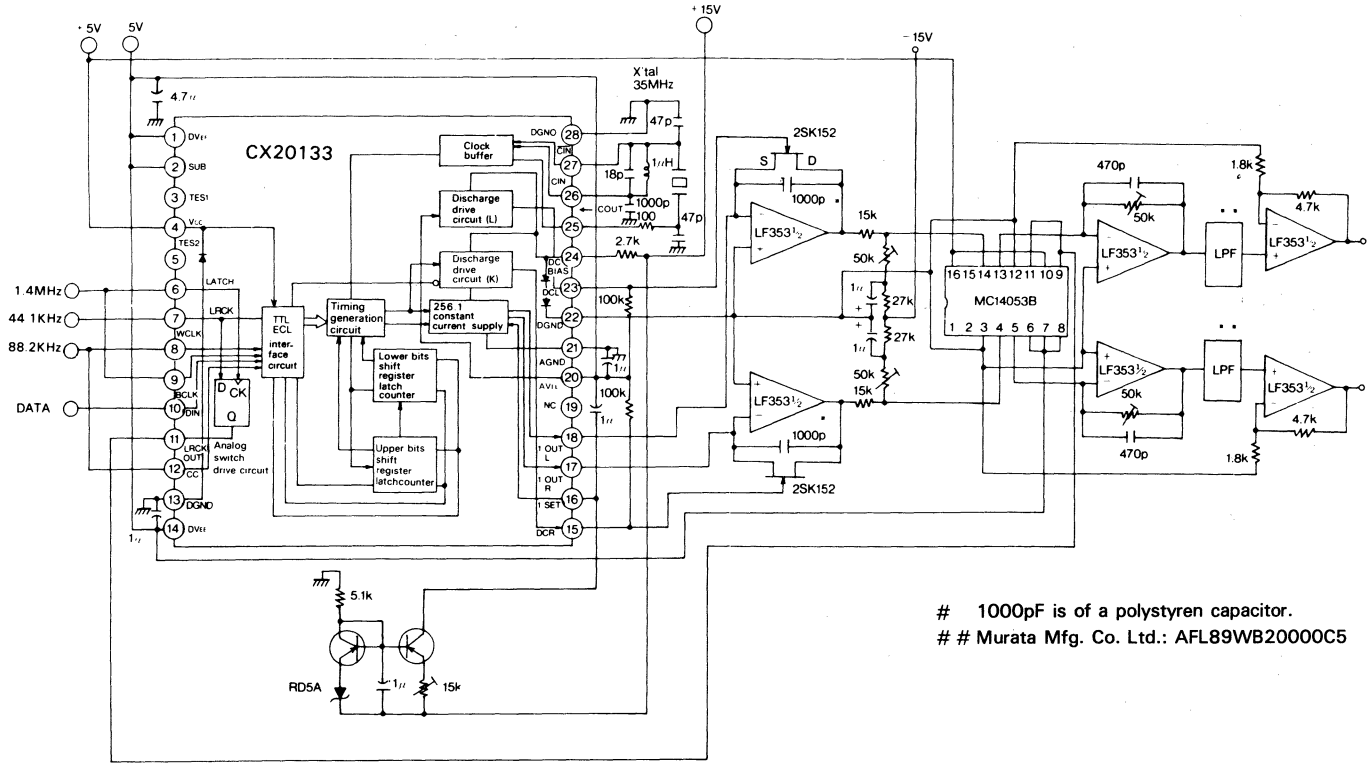 +5V
5V
+15V
-15V
4.7μ
CX20133
X'tal
35MHz
47p
18p
1μH
1000p
100
47p
COUT
2.7k
1 DVEE
2 SUB
3 TES1
4 VCC
TES2
5
6 LATCH
7 LRCK
8 WCLK
9 BCLK
10 DIN
11 LRCK OUT
12 CC
13 DGND
14 DVEE
1μ
1.4MHz
44 1KHz
88.2KHz
DATA
TTL
ECL
inter-
face
circuit
D CK
Q
Analog
switch
drive circuit
Clock
buffer
Discharge
drive
circuit (L)
Discharge
drive
circuit (K)
Timing
generation
circuit
256.1
constant
current supply
Lower bits
shift
register
latch
counter
Upper bits
shift
register
latchcounter
DGNO 28
CIN 27
CIN 26
25
24
DC
BIAS
23
DCL
22
DGND
21
AGND
20
AVEE
NC 19
18
1 OUT
L
17
1 OUT
R
16
1 SET
DCR 15
100k
100k
1μ
1μ
2SK152
S D
1000p
LF353½
15k
50k
1μ
27k
+
+
27k
1μ
50k
15k
LF353½
1000p
2SK152
16 15 14 13 12 11 10 9
MC14053B
1 2 3 4 5 6 7 8
470p
50k
LF353½
LPF
1.8k
4.7k
LF353½
LF353½
50k
470p
LPF
LF353½
4.7k
1.8k
5.1k
RD5A
1μ
15k
# 1000pF is of a polystyren capacitor.
# # Murata Mfg. Co. Ltd.: AFL89WB20000C5